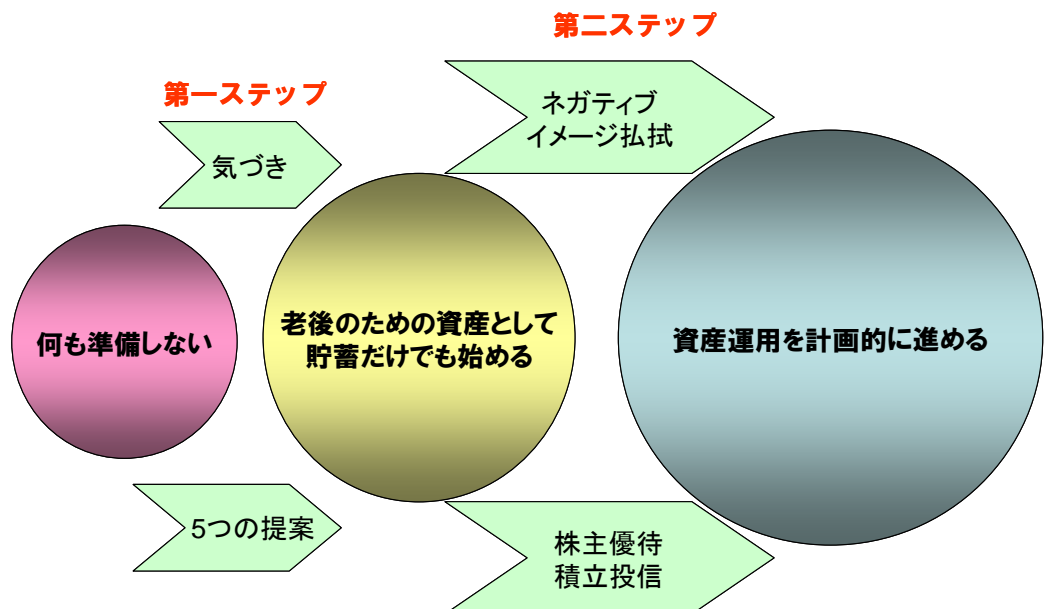 第二ステップ
第一ステップ
ネガティブ
イメージ払拭
気づき
何も準備しない
老後のための資産として
貯蓄だけでも始める
資産運用を計画的に進める
5つの提案
株主優待
積立投信